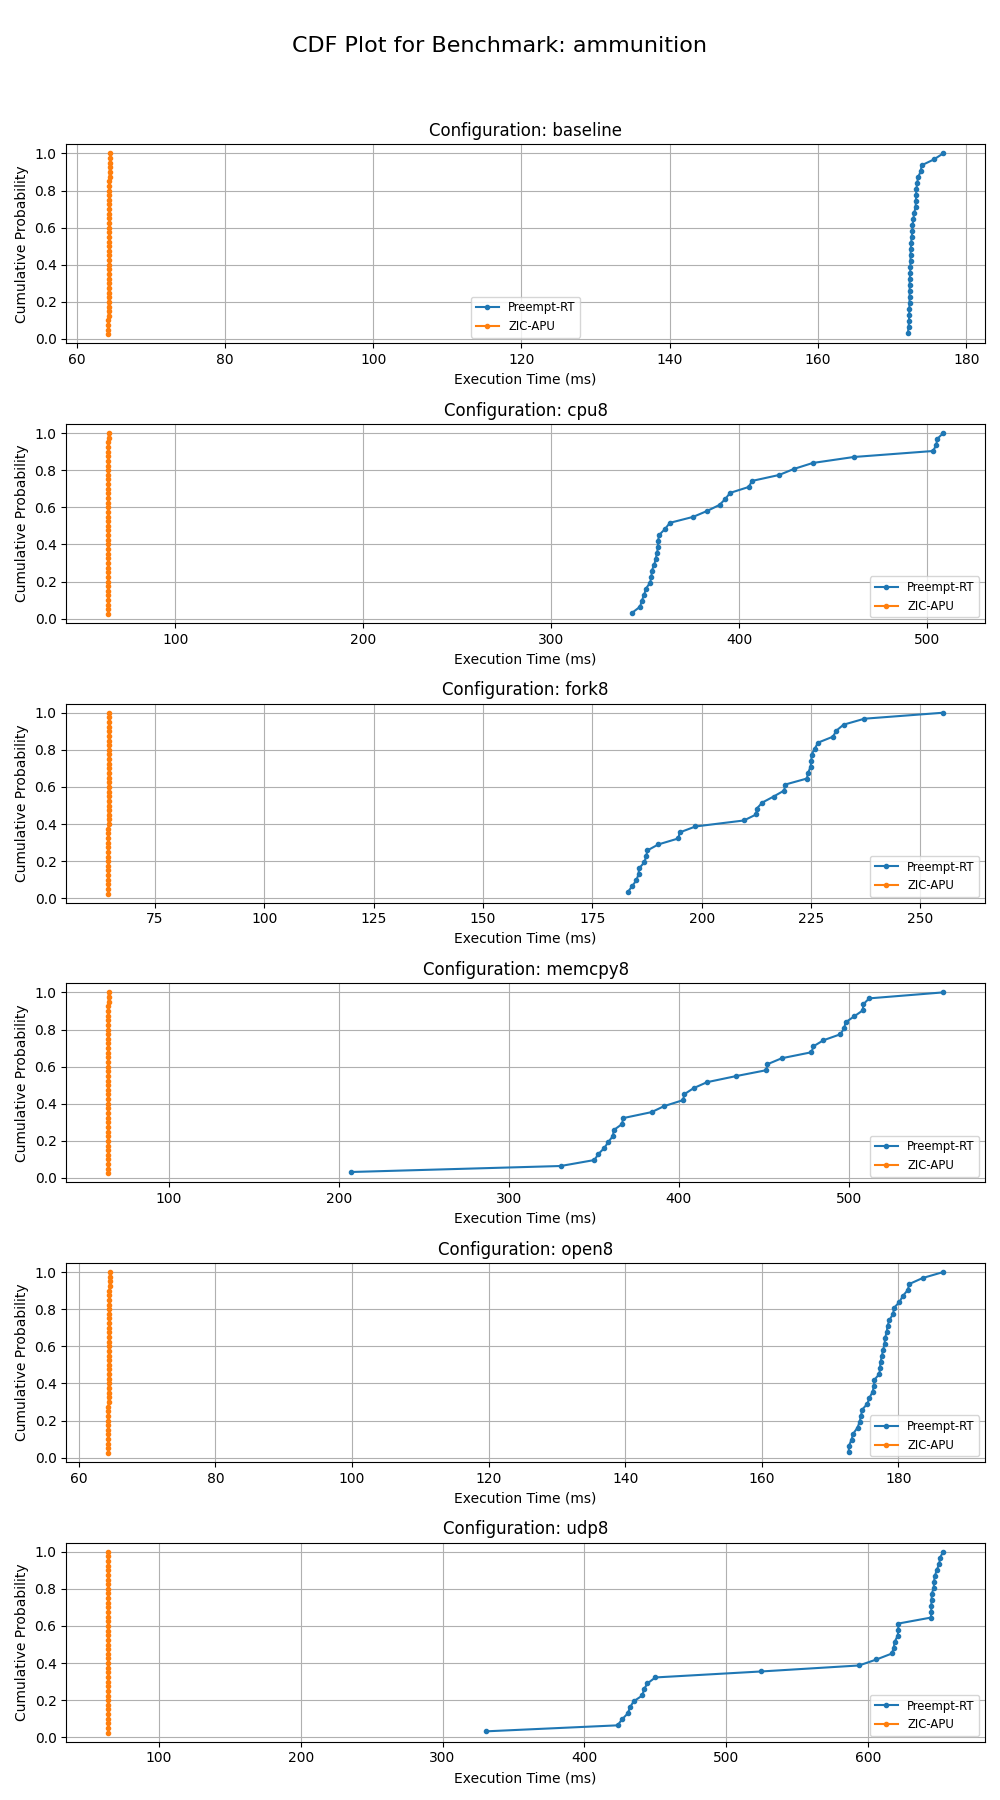 CDF Plot for Benchmark: ammunition
Configuration: baseline
Cumulative Probability
1.0
0.8
0.6
0.4
0.2
0.0
Preempt-RT
ZIC-APU
60 80 100 120 140 160 180
Execution Time (ms)
Configuration: cpu8
Cumulative Probability
1.0
0.8
0.6
0.4
0.2
0.0
Preempt-RT
ZIC-APU
100 200 300 400 500
Execution Time (ms)
Configuration: fork8
Cumulative Probability
1.0
0.8
0.6
0.4
0.2
0.0
Preempt-RT
ZIC-APU
75 100 125 150 175 200 225 250
Execution Time (ms)
Configuration: memcpy8
Cumulative Probability
1.0
0.8
0.6
0.4
0.2
0.0
Preempt-RT
ZIC-APU
100 200 300 400 500
Execution Time (ms)
Configuration: open8
Cumulative Probability
1.0
0.8
0.6
0.4
0.2
0.0
Preempt-RT
ZIC-APU
60 80 100 120 140 160 180
Execution Time (ms)
Configuration: udp8
Cumulative Probability
1.0
0.8
0.6
0.4
0.2
0.0
Preempt-RT
ZIC-APU
100 200 300 400 500 600
Execution Time (ms)